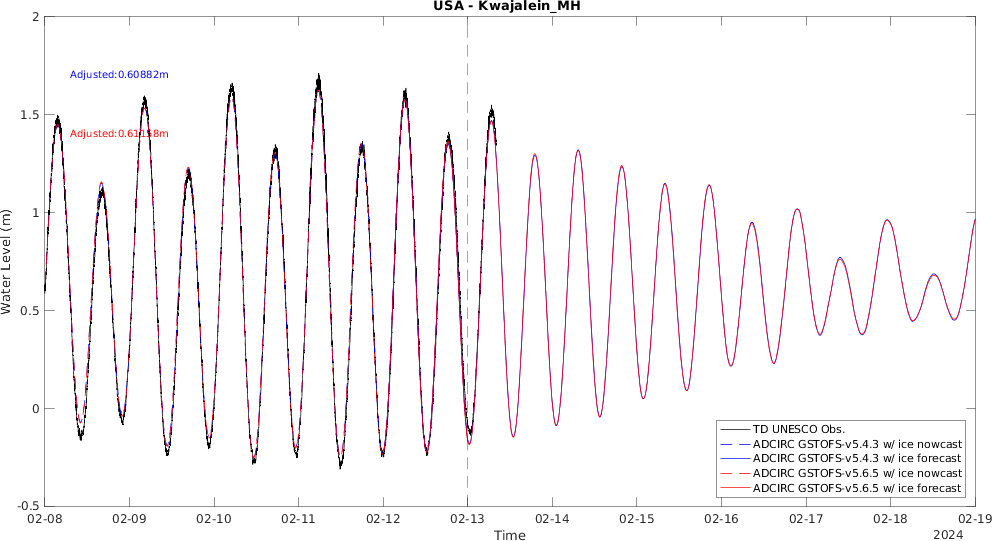 USA - Kwajalein_MH
2
1.5
1
0.5
0
-0.5
Water Level (m)
Adjusted:0.60882m
Adjusted:0.61158m
TD UNESCO Obs.
ADCIRC GSTOFS-v5.4.3 w/ ice nowcast
ADCIRC GSTOFS-v5.4.3 w/ ice forecast
ADCIRC GSTOFS-v5.6.5 w/ ice nowcast
ADCIRC GSTOFS-v5.6.5 w/ ice forecast
02-08 02-09 02-10 02-11 02-12 02-13 02-14 02-15 02-16 02-17 02-18 02-19
Time
2024